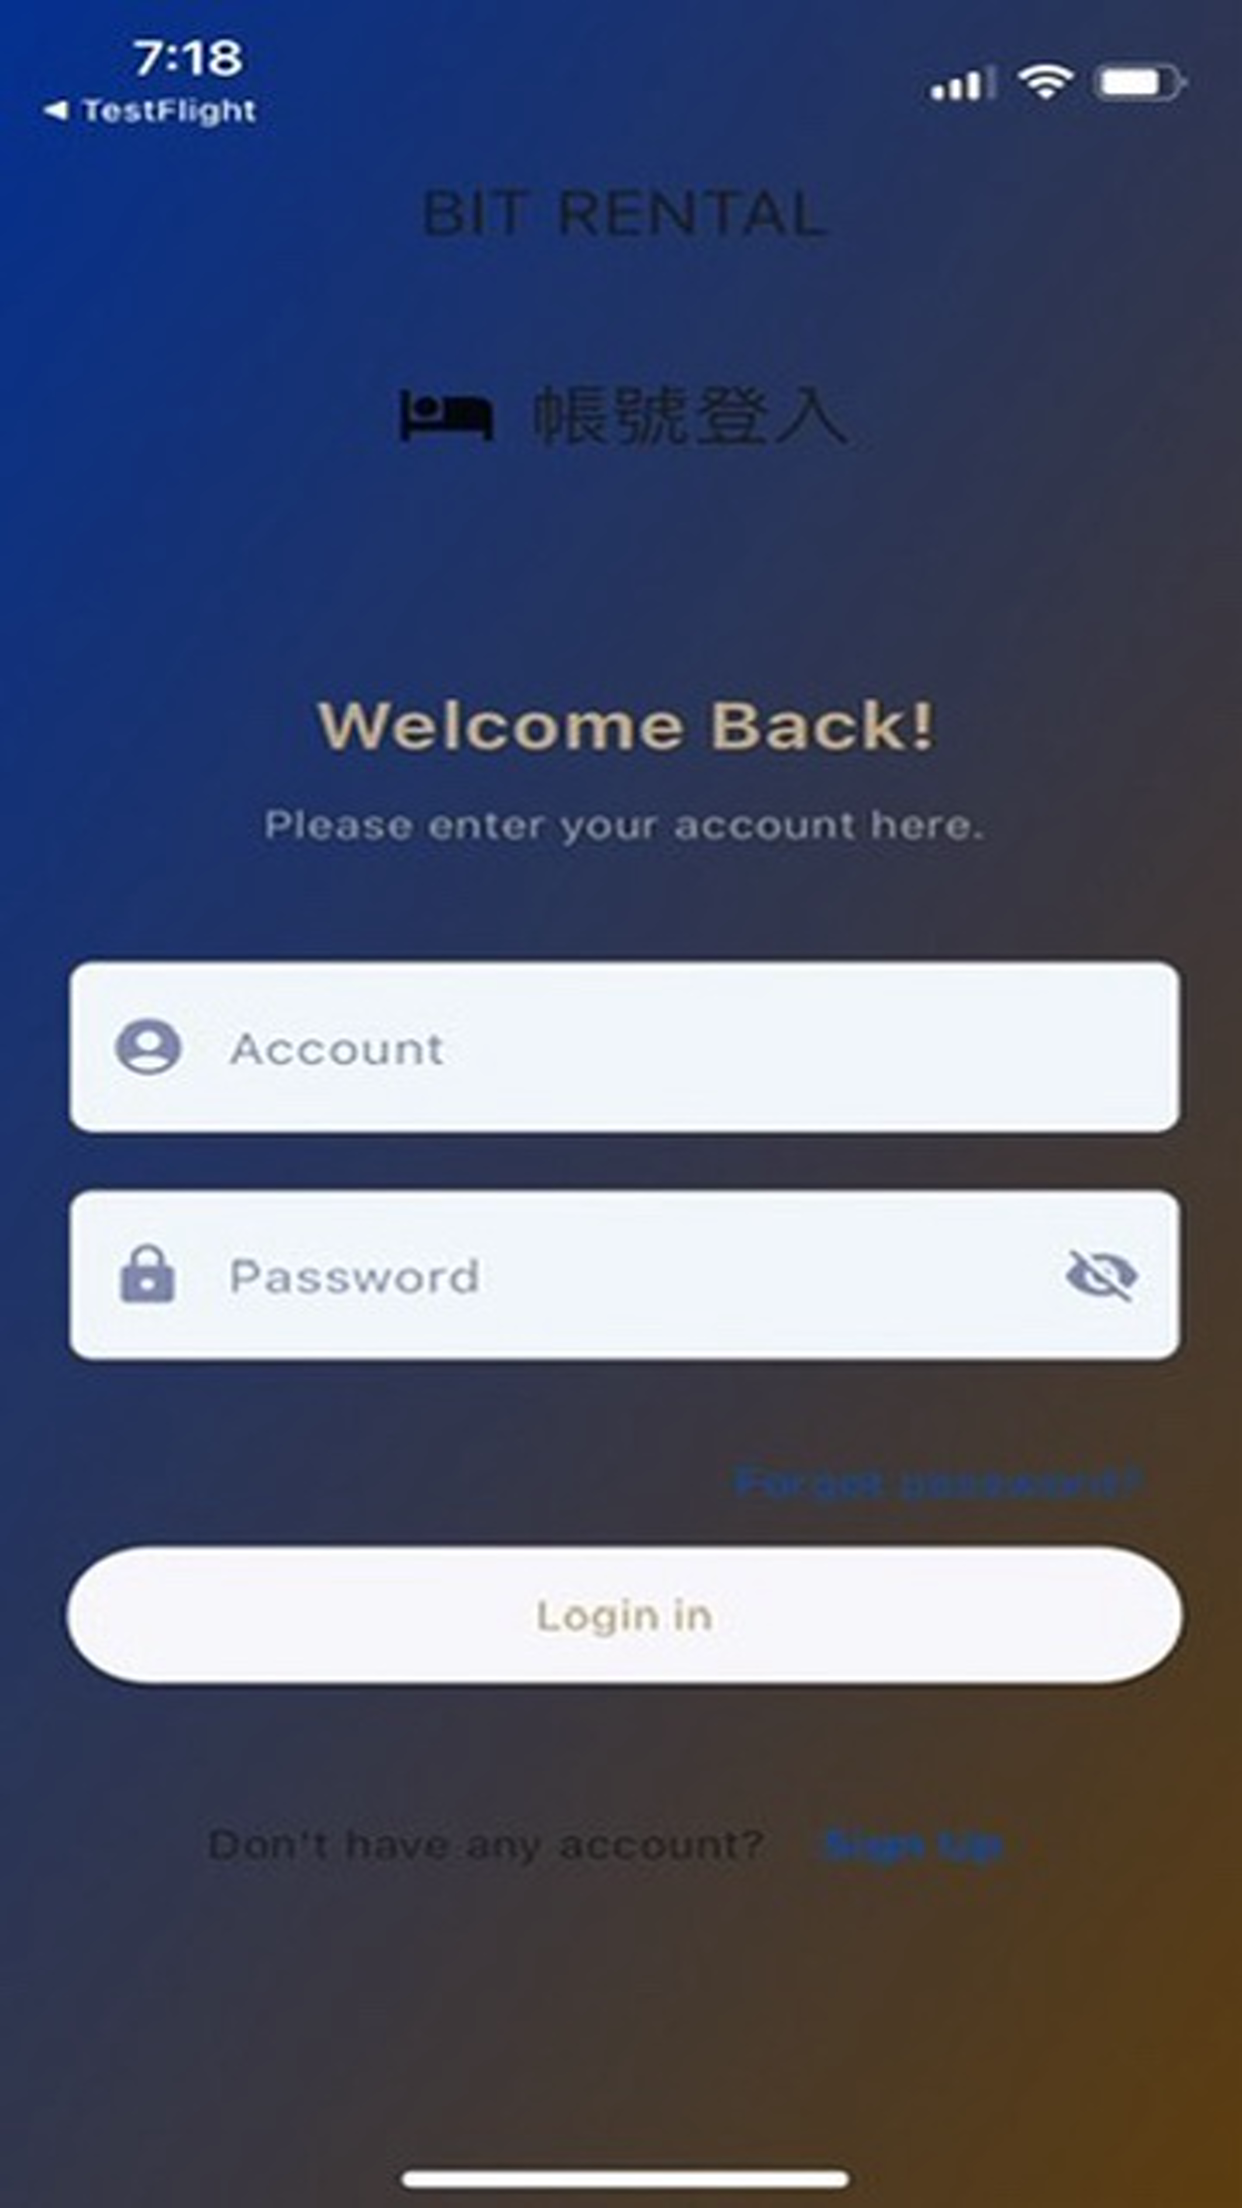 7:18
◀ TestFlight
BIT RENTAL
帳號登入
Welcome Back!
Please enter your account here.
Account
Password
Forgot password?
Login in
Don't have any account? Sign Up